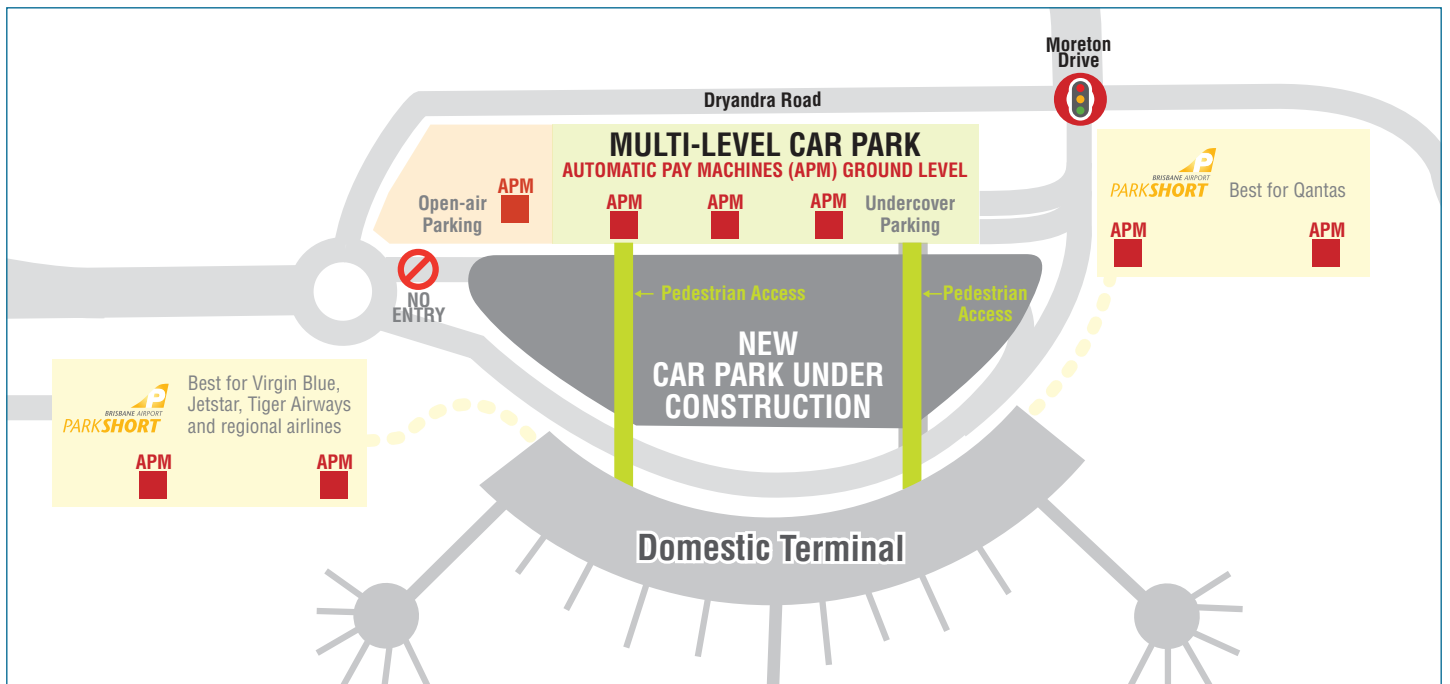 Moreton
Drive
Dryandra Road
MULTI-LEVEL CAR PARK
AUTOMATIC PAY MACHINES (APM) GROUND LEVEL
APM
Open-air
Parking
APM
APM
APM
Undercover
Parking
P
BRISBANE AIRPORT
PARKSHORT
Best for Qantas
APM
APM
NO
ENTRY
← Pedestrian Access
←Pedestrian
Access
NEW
CAR PARK UNDER
CONSTRUCTION
P
BRISBANE AIRPORT
PARKSHORT
Best for Virgin Blue,
Jetstar, Tiger Airways
and regional airlines
APM
APM
Domestic Terminal